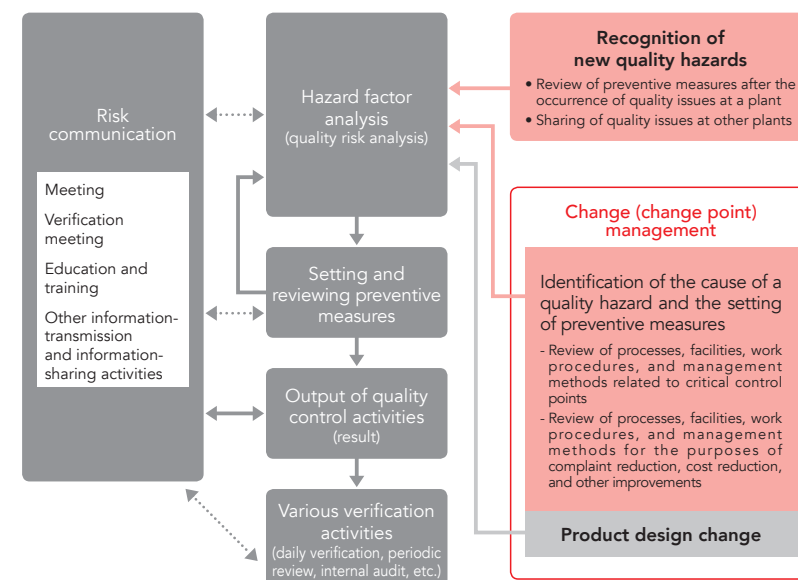 Risk
communication
Meeting
Verification
meeting
Education and
training
Other information-
transmission
and information-
sharing activities
Hazard factor
analysis
(quality risk analysis)
Setting and
reviewing preventive
measures
Output of quality
control activities
(result)
Various verification
activities
(daily verification, periodic
review, internal audit, etc.)
Recognition of
new quality hazards
• Review of preventive measures after the
occurrence of quality issues at a plant
• Sharing of quality issues at other plants
Change (change point)
management
Identification of the cause of a
quality hazard and the setting
of preventive measures
- Review of processes, facilities, work
procedures, and management
methods related to critical control
points
- Review of processes, facilities, work
procedures, and management
methods for the purposes of
complaint reduction, cost reduction,
and other improvements
Product design change